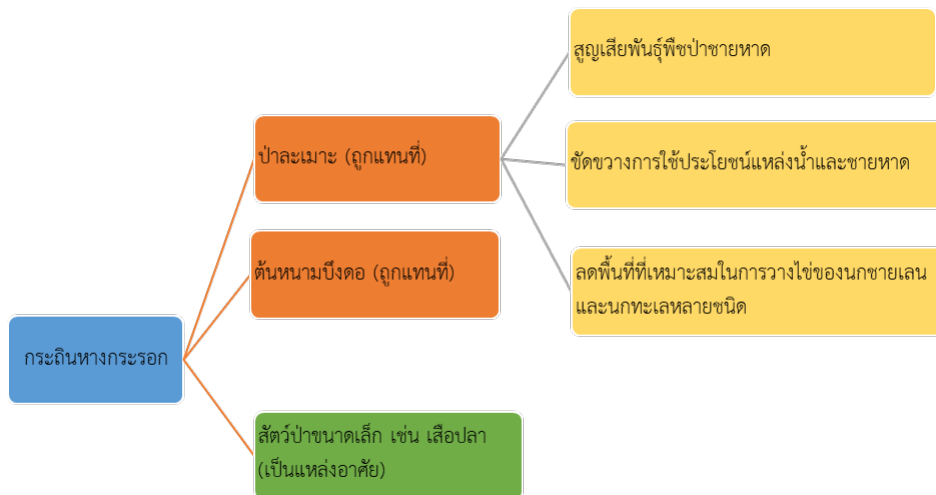 สูญเสียพันธุ์พืชป่าชายหาด
ป่าละเมาะ (ถูกแทนที่)
ขัดขวางการใช้ประโยชน์แหล่งน้ำและชายหาด
ต้นหนามบึงดอ (ถูกแทนที่)
ลดพื้นที่ที่เหมาะสมในการวางไข่ของนกชายเลน
และนกทะเลหลายชนิด
กระถินหางกระรอก
สัตว์ป่าขนาดเล็ก เช่น เสือปลา
(เป็นแหล่งอาศัย)